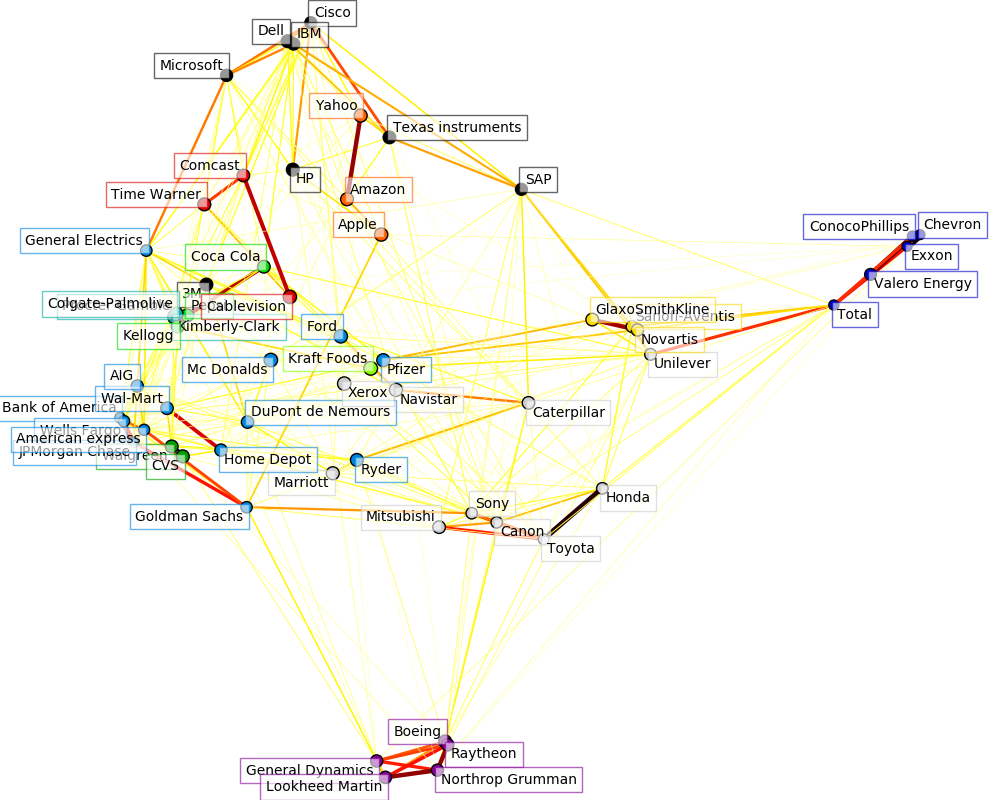 Cisco
Dell
IBM
Microsoft
Yahoo
Texas instruments
Comcast
HP
SAP
Time Warner
Amazon
Apple
ConocoPhillips
Chevron
General Electrics
Coca Cola
Exxon
Valero Energy
3M
Colgate-Palmolive
Cablevision
GlaxoSmithKline
Sanofi-Aventis
Total
Kimberly-Clark
Ford
Kellogg
Novartis
Kraft Foods
Unilever
Mc Donalds
Pfizer
AIG
Xerox
Navistar
Wal-Mart
Bank of America
DuPont de Nemours
Caterpillar
Wells Fargo
American express
JPMorgan Chase
Walgreen
CVS
Home Depot
Ryder
Marriott
Honda
Sony
Goldman Sachs
Mitsubishi
Canon
Toyota
Boeing
Raytheon
General Dynamics
Northrop Grumman
Lookheed Martin